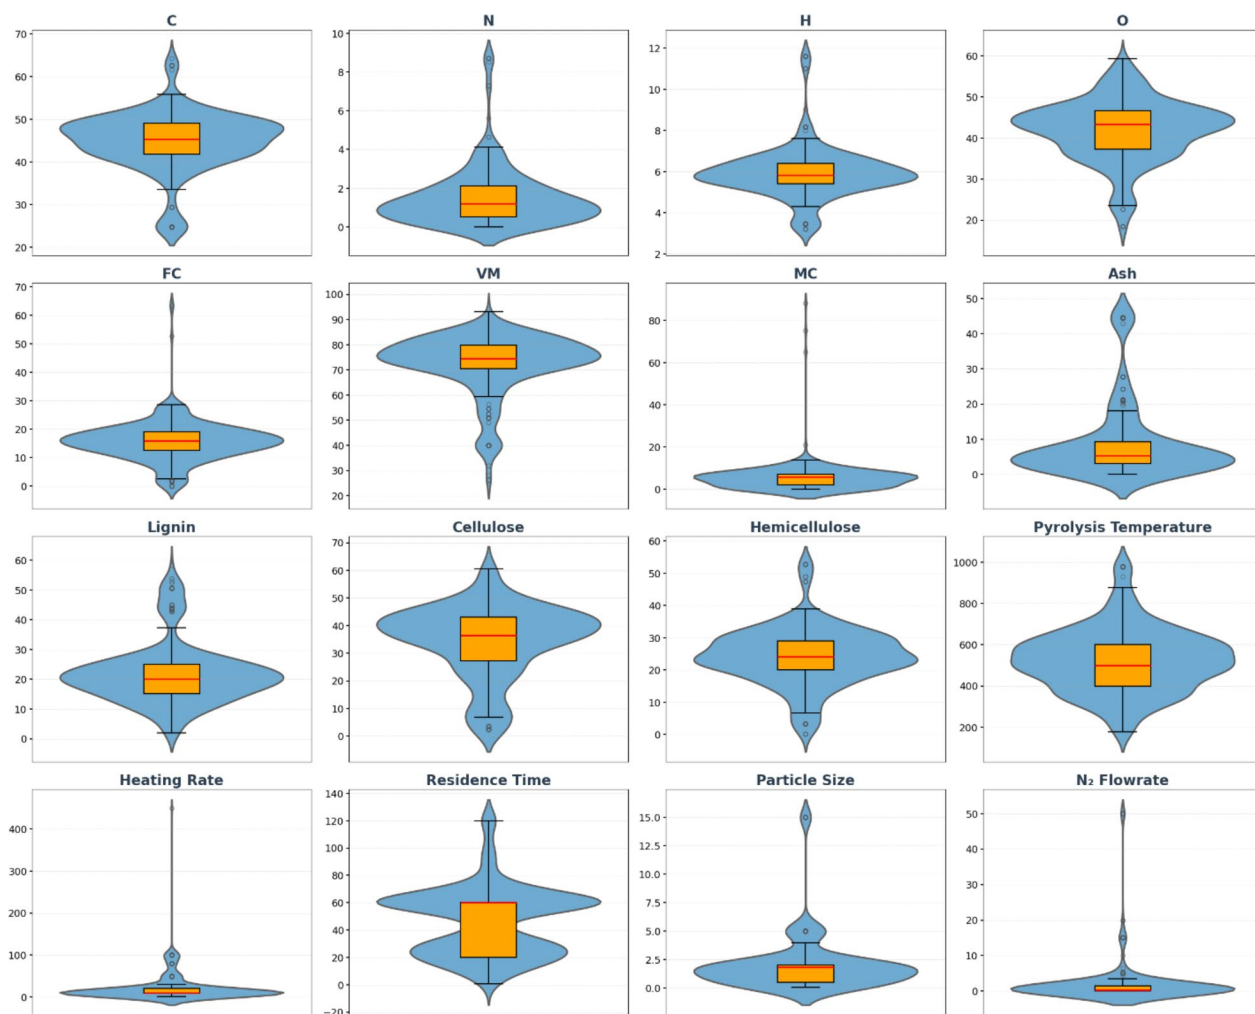 C N H O
70 60 50 40 30 20
10 8 6 4 2 0
12 10 8 6 4 2
60 50 40 30 20
FC VM MC Ash
70 60 50 40 30 20 10 0
100 90 80 70 60 50 40 30 20
80 60 40 20 0
50 40 30 20 10 0
Lignin Cellulose Hemicellulose Pyrolysis Temperature
60 50 40 30 20 10 0
70 60 50 40 30 20 10 0
60 50 40 30 20 10 0
1000 800 600 400 200
Heating Rate Residence Time Particle Size N₂ Flowrate
400 300 200 100 0
140 120 100 80 60 40 20 0 −20
15.0 12.5 10.0 7.5 5.0 2.5 0.0
50 40 30 20 10 0